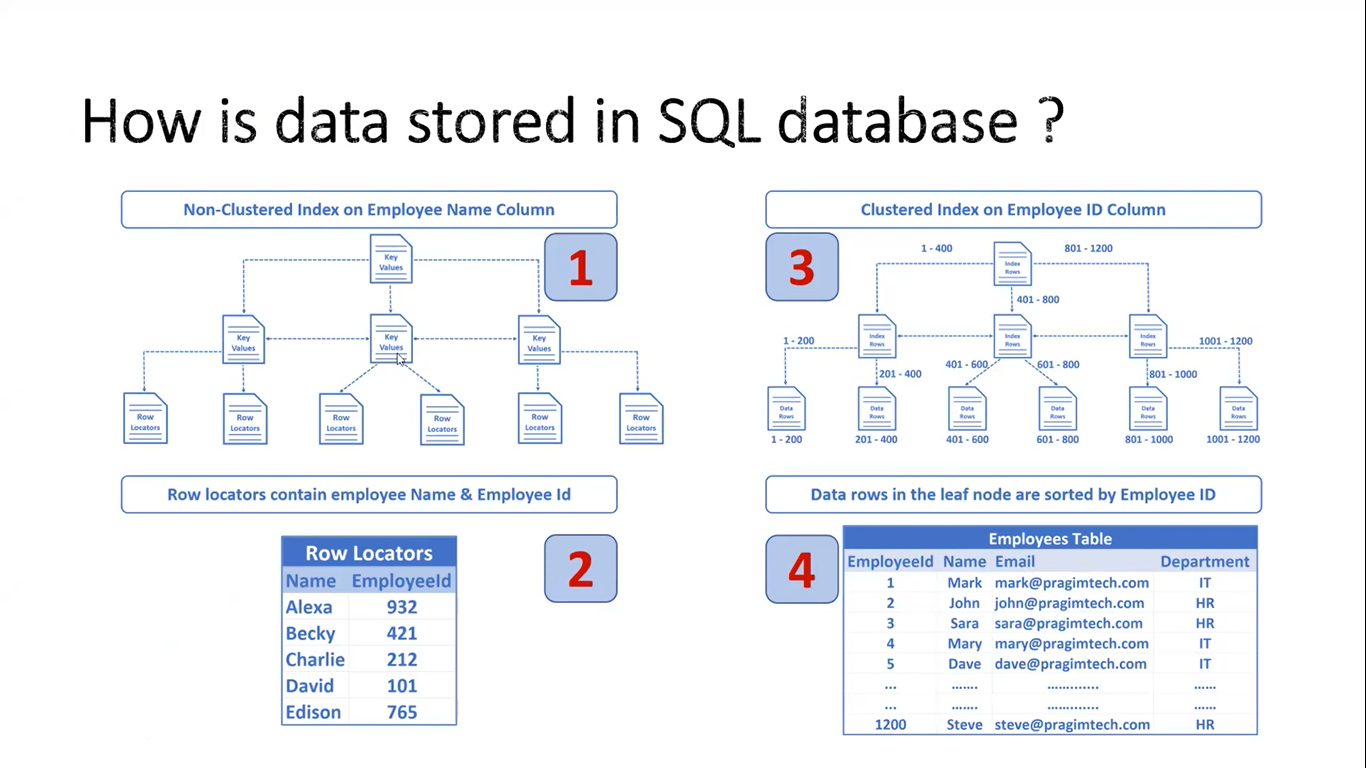 How is data stored in SQL database ?
Non-Clustered Index on Employee Name Column
1
Key
Values
Key
Values
Key
Values
Key
Values
Row
Locators
Row
Locators
Row
Locators
Row
Locators
Row
Locators
Row
Locators
Row locators contain employee Name & Employee Id
2
Row Locators
Name EmployeeId
Alexa 932
Becky 421
Charlie 212
David 101
Edison 765
Clustered Index on Employee ID Column
3
1 - 400
Index
Rows
801 - 1200
401 - 800
1 - 200
Index
Rows
Index
Rows
Index
Rows
1001 - 1200
201 - 400
401 - 600
601 - 800
801 - 1000
Data
Rows
Data
Rows
Data
Rows
Data
Rows
Data
Rows
Data
Rows
1 - 200
201 - 400
401 - 600
601 - 800
801 - 1000
1001 - 1200
Data rows in the leaf node are sorted by Employee ID
4
Employees Table
EmployeeId Name Email Department
1 Mark mark@pragimtech.com IT
2 John john@pragimtech.com HR
3 Sara sara@pragimtech.com HR
4 Mary mary@pragimtech.com IT
5 Dave dave@pragimtech.com IT
... ....... ............. ......
... ....... ............. ......
1200 Steve steve@pragimtech.com HR